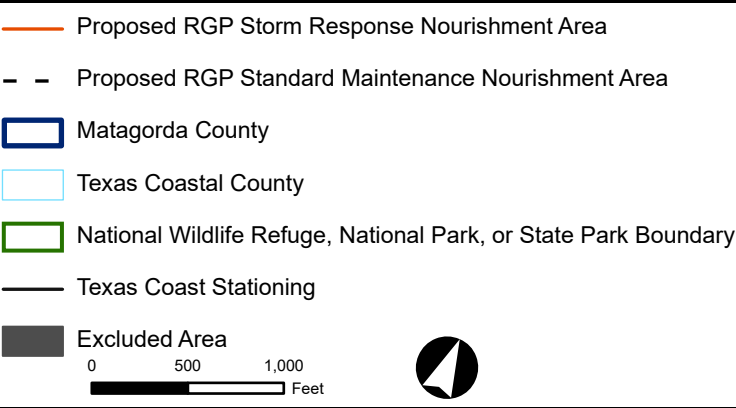 Proposed RGP Storm Response Nourishment Area
Proposed RGP Standard Maintenance Nourishment Area
Matagorda County
Texas Coastal County
National Wildlife Refuge, National Park, or State Park Boundary
Texas Coast Stationing
Excluded Area
0 500 1,000
Feet